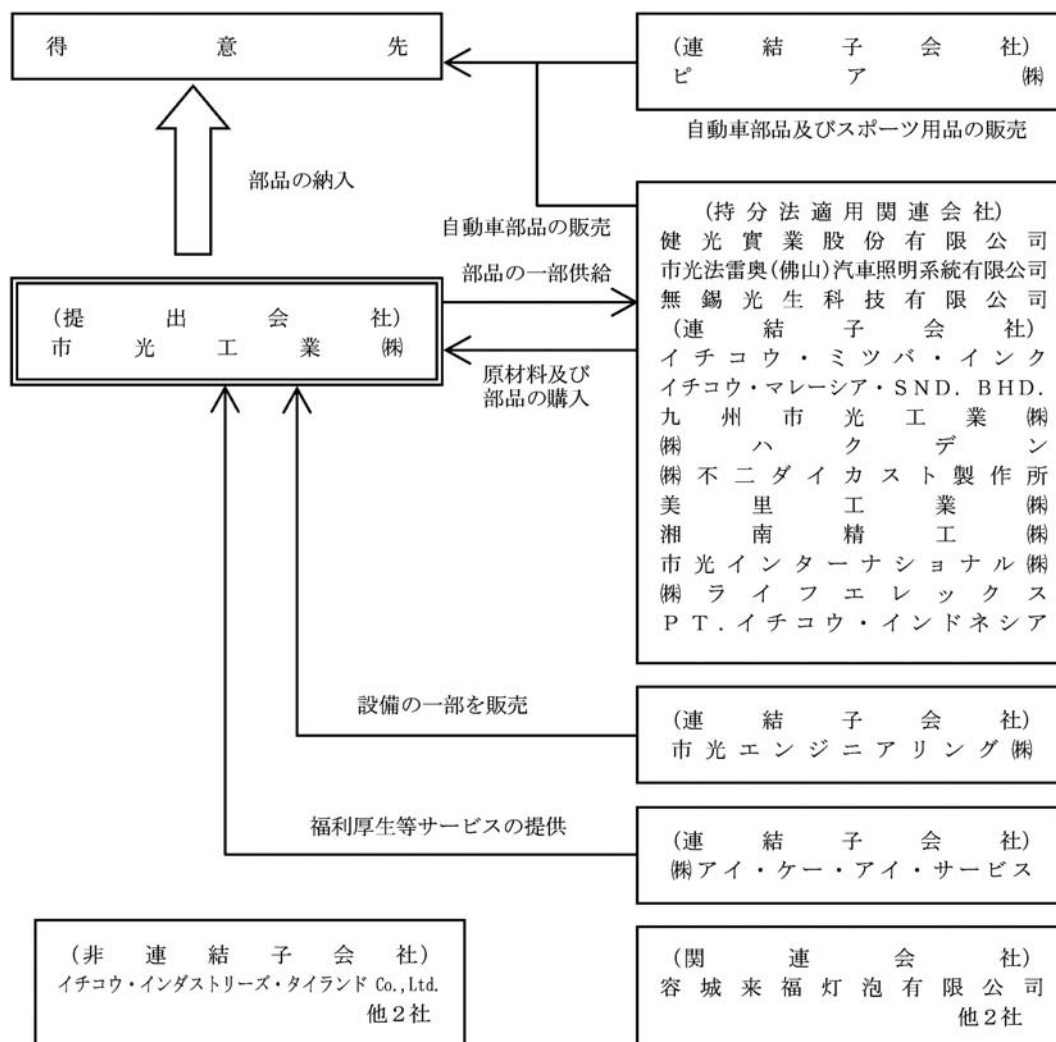 得意先
(連結子会社)
ピア㈱
自動車部品及びスポーツ用品の販売
部品の納入
自動車部品の販売
部品の一部供給
(提出会社)
市光工業㈱
原材料及び
部品の購入
(持分法適用関連会社)
健光實業股份有限公司
市光法雷奥(佛山)汽車照明系統有限公司
無錫光生科技有限公司
(連結子会社)
イチコウ・ミツバ・インク
イチコウ・マレーシア・SND. BHD.
九州市光工業㈱
㈱ハクデン
㈱不二ダイカスト製作所
美里工業㈱
湘南精工㈱
市光インターナショナル㈱
㈱ライフエレックス
PT.イチコウ・インドネシア
設備の一部を販売
(連結子会社)
市光エンジニアリング㈱
福利厚生等サービスの提供
(連結子会社)
㈱アイ・ケー・アイ・サービス
(非連結子会社)
イチコウ・インダストリーズ・タイランド Co.,Ltd.
他2社
(関連会社)
容城来福灯泡有限公司
他2社